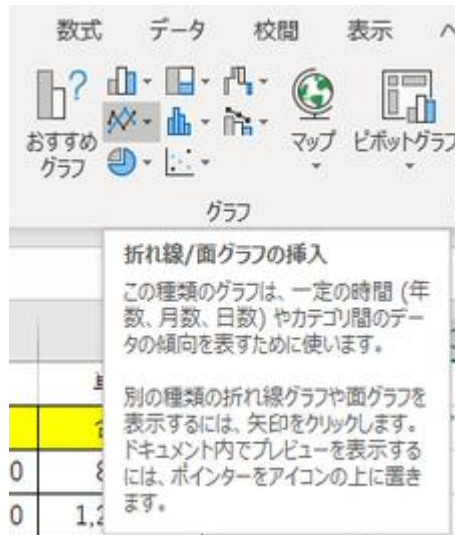 数式 データ 校閲 表示
おすすめ
グラフ
マップ ピボットグラフ
グラフ
折れ線/面グラフの挿入
この種類のグラフは、一定の時間 (年
数、月数、日数) やカテゴリ間のデー
タの傾向を表すために使います。
別の種類の折れ線グラフや面グラフを
表示するには、矢印をクリックします。
ドキュメント内でプレビューを表示する
には、ポインターをアイコンの上に置き
ます。
0 8
0 1,2